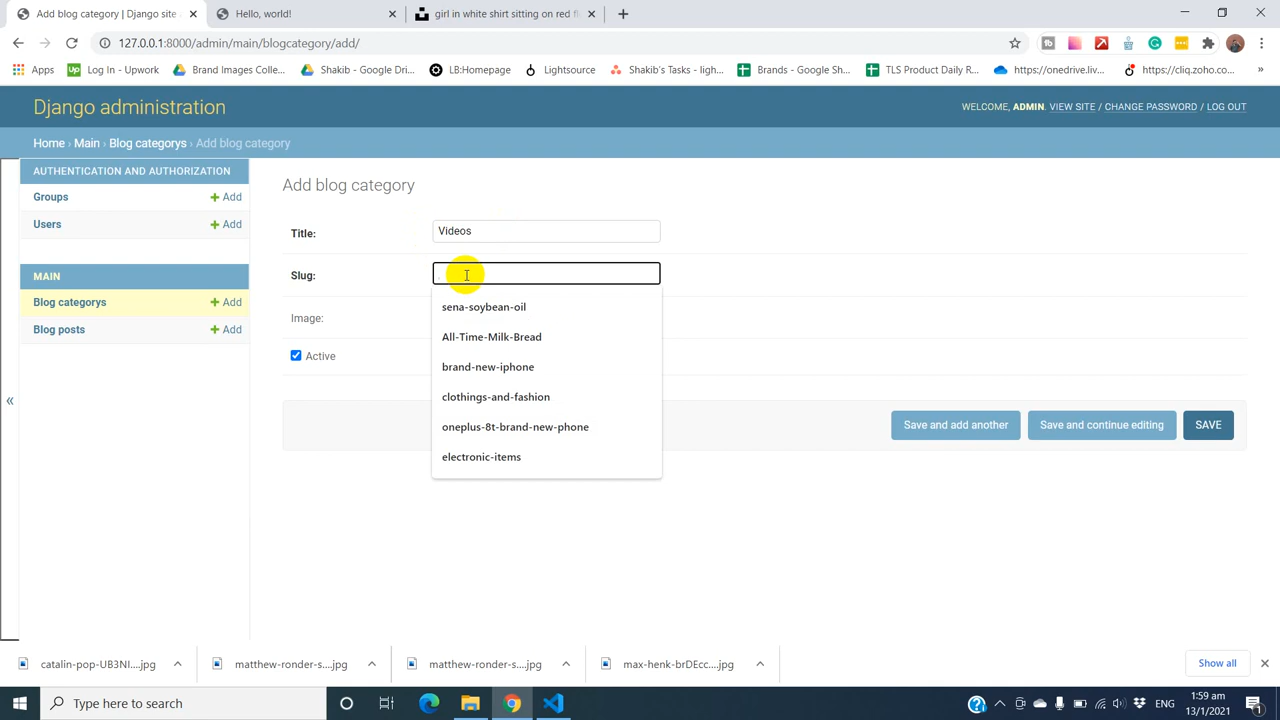 Add blog category | Django site
Hello, world!
girl in white shirt sitting on red fl
127.0.0.1:8000/admin/main/blogcategory/add/
Apps
Up Log In - Upwork
Brand Images Colle...
Shakib - Google Dri...
LB:Homepage
Lightsource
Shakib's Tasks - ligh...
Brands - Google Sh...
TLS Product Daily R...
https://onedrive.liv...
https://cliq.zoho.co...
Django administration
WELCOME, ADMIN. VIEW SITE / CHANGE PASSWORD / LOG OUT
Home › Main › Blog categorys › Add blog category
AUTHENTICATION AND AUTHORIZATION
Groups + Add
Users + Add
MAIN
Blog categorys + Add
Blog posts + Add
«
Add blog category
Title: Videos
Slug:
sena-soybean-oil
All-Time-Milk-Bread
brand-new-iphone
clothings-and-fashion
oneplus-8t-brand-new-phone
electronic-items
Image:
Active
Save and add another
Save and continue editing
SAVE
catalin-pop-UB3NI....jpg
matthew-ronder-s....jpg
matthew-ronder-s....jpg
max-henk-brDEcc....jpg
Show all
Type here to search
ENG
1:59 am
13/1/2021